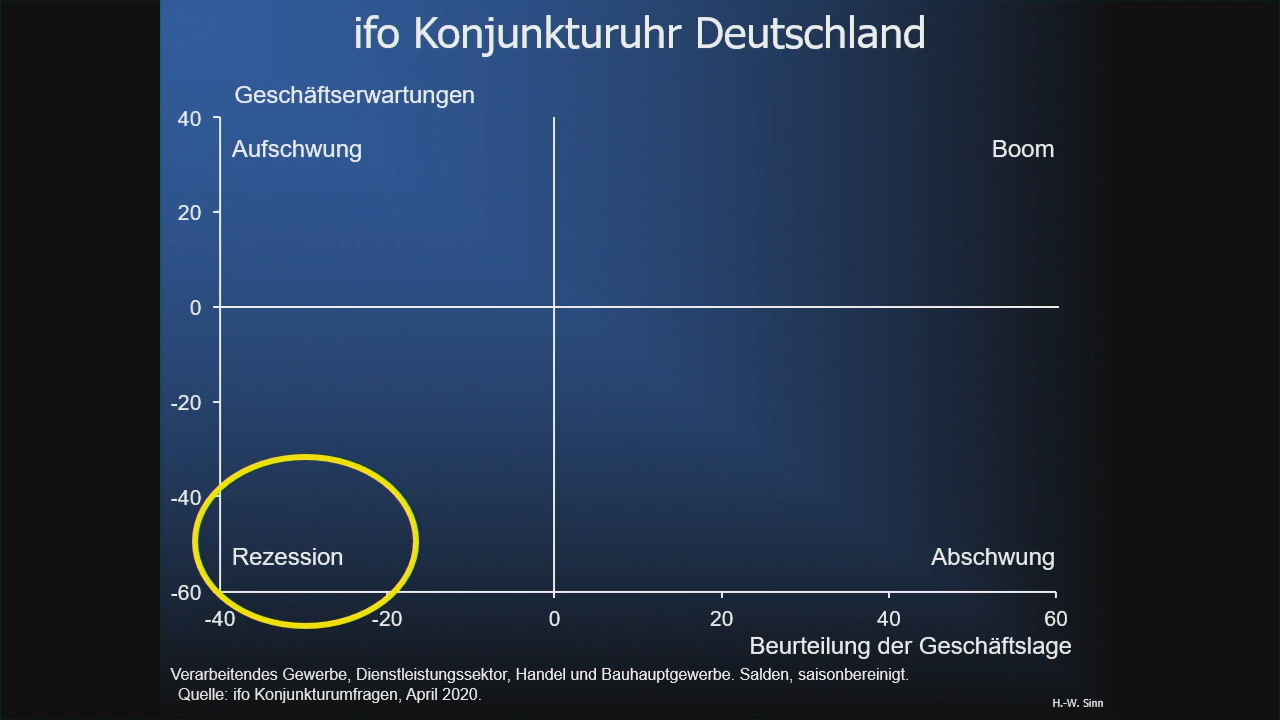 ifo Konjunkturuhr Deutschland
Geschäftserwartungen
40
Aufschwung
Boom
20
0
-20
-40
Rezession
Abschwung
-60
-40
-20
0
20
40
60
Beurteilung der Geschäftslage
Verarbeitendes Gewerbe, Dienstleistungssektor, Handel und Bauhauptgewerbe. Salden, saisonbereinigt.
Quelle: ifo Konjunkturumfragen, April 2020.
H.-W. Sinn